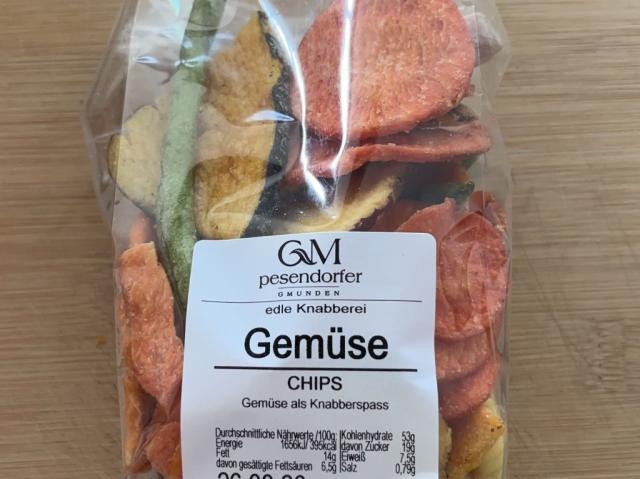 GM
pesendorfer
GMUNDEN
edle Knabberei
Gemüse
CHIPS
Gemüse als Knabberspass
Durchschnittliche Nährwerte /100g: Kohlenhydrate 53g
Energie 1656kJ/ 395kcal davon Zucker 19g
Fett 14g Eiweiß 7,5g
davon gesättigte Fettsäuren 6,5g Salz 0,79g